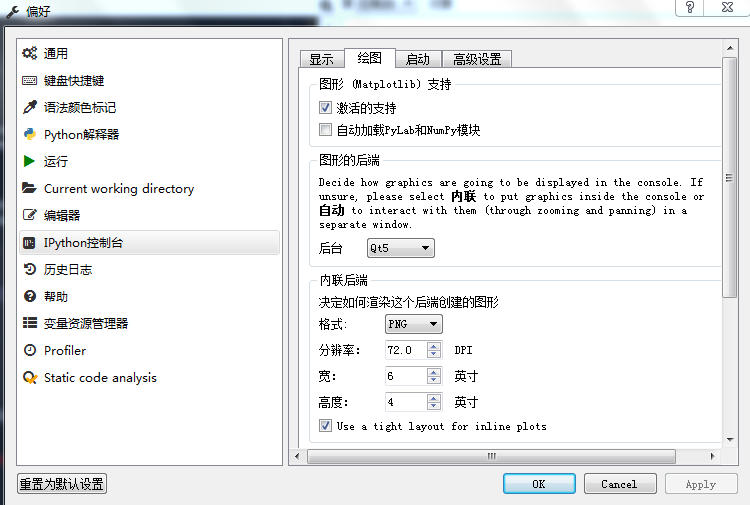 偏好
?
通用
键盘快捷键
语法颜色标记
Python解释器
运行
Current working directory
编辑器
IPython控制台
历史日志
帮助
变量资源管理器
Profiler
Static code analysis
显示 绘图 启动 高级设置
图形 (Matplotlib) 支持
激活的支持
自动加载PyLab和NumPy模块
图形的后端
Decide how graphics are going to be displayed in the console. If
unsure, please select 内联 to put graphics inside the console or
自动 to interact with them (through zooming and panning) in a
separate window.
后台 Qt5
内联后端
决定如何渲染这个后端创建的图形
格式: PNG
分辨率: 72.0 DPI
宽: 6 英寸
高度: 4 英寸
Use a tight layout for inline plots
重置为默认设置 OK Cancel Apply